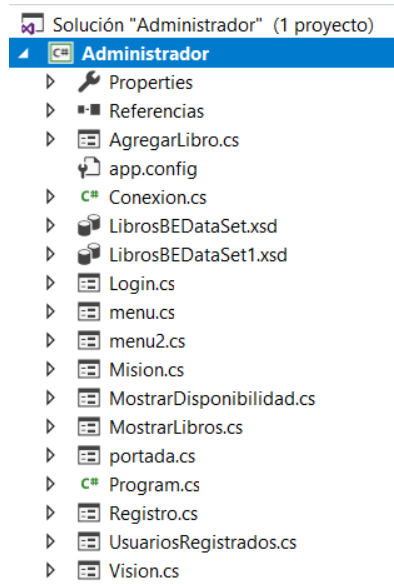 Solución "Administrador" (1 proyecto)
C# Administrador
Properties
Referencias
AgregarLibro.cs
app.config
C# Conexion.cs
LibrosBEDataSet.xsd
LibrosBEDataSet1.xsd
Login.cs
menu.cs
menu2.cs
Mision.cs
MostrarDisponibilidad.cs
MostrarLibros.cs
portada.cs
C# Program.cs
Registro.cs
UsuariosRegistrados.cs
Vision.cs